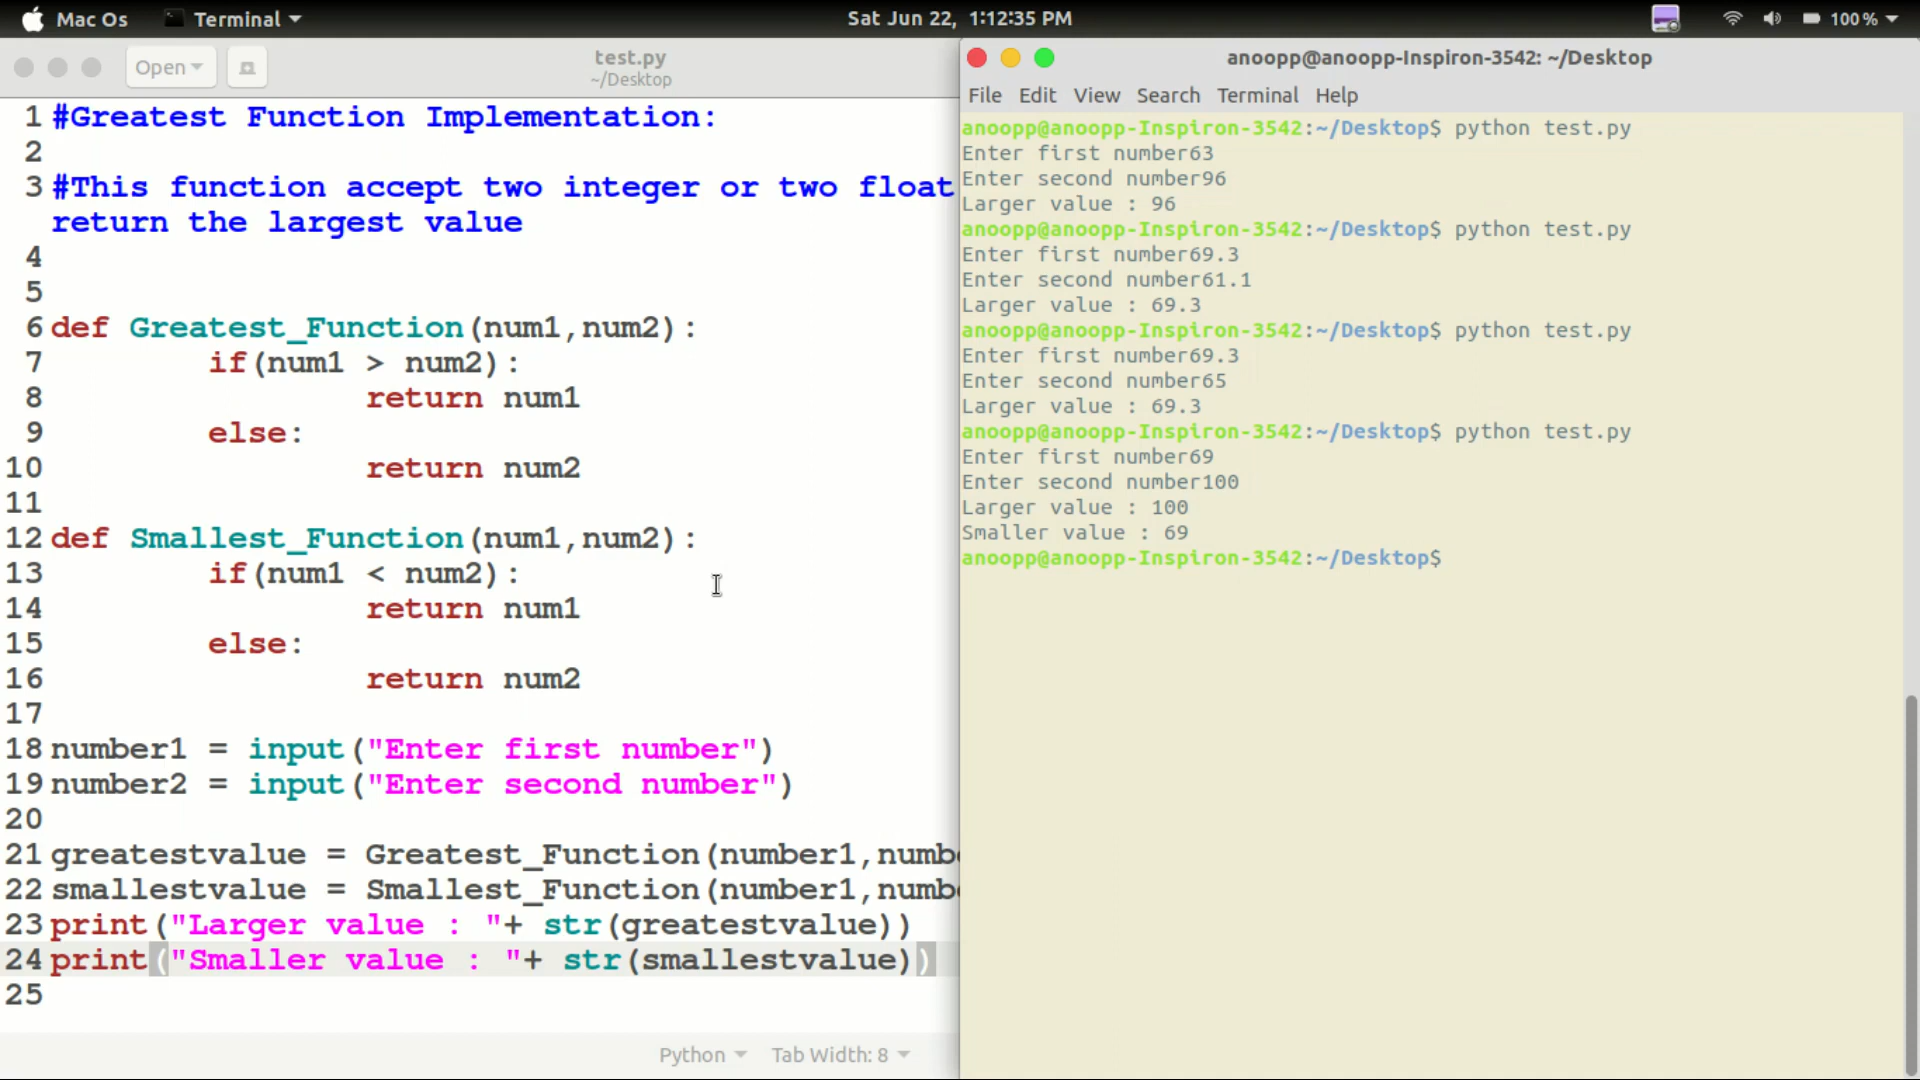 Mac Os Terminal Sat Jun 22, 1:12:35 PM 100 %
Open test.py
~/Desktop
1 #Greatest Function Implementation:
2
3 #This function accept two integer or two float
return the largest value
4
5
6 def Greatest_Function(num1,num2):
7 if(num1 > num2):
8 return num1
9 else:
10 return num2
11
12 def Smallest_Function(num1,num2):
13 if(num1 < num2):
14 return num1
15 else:
16 return num2
17
18 number1 = input("Enter first number")
19 number2 = input("Enter second number")
20
21 greatestvalue = Greatest_Function(number1,numb
22 smallestvalue = Smallest_Function(number1,numb
23 print("Larger value : "+ str(greatestvalue))
24 print("Smaller value : "+ str(smallestvalue))
25
Python Tab Width: 8
anoopp@anoopp-Inspiron-3542: ~/Desktop
File Edit View Search Terminal Help
anoopp@anoopp-Inspiron-3542:~/Desktop$ python test.py
Enter first number63
Enter second number96
Larger value : 96
anoopp@anoopp-Inspiron-3542:~/Desktop$ python test.py
Enter first number69.3
Enter second number61.1
Larger value : 69.3
anoopp@anoopp-Inspiron-3542:~/Desktop$ python test.py
Enter first number69.3
Enter second number65
Larger value : 69.3
anoopp@anoopp-Inspiron-3542:~/Desktop$ python test.py
Enter first number69
Enter second number100
Larger value : 100
Smaller value : 69
anoopp@anoopp-Inspiron-3542:~/Desktop$